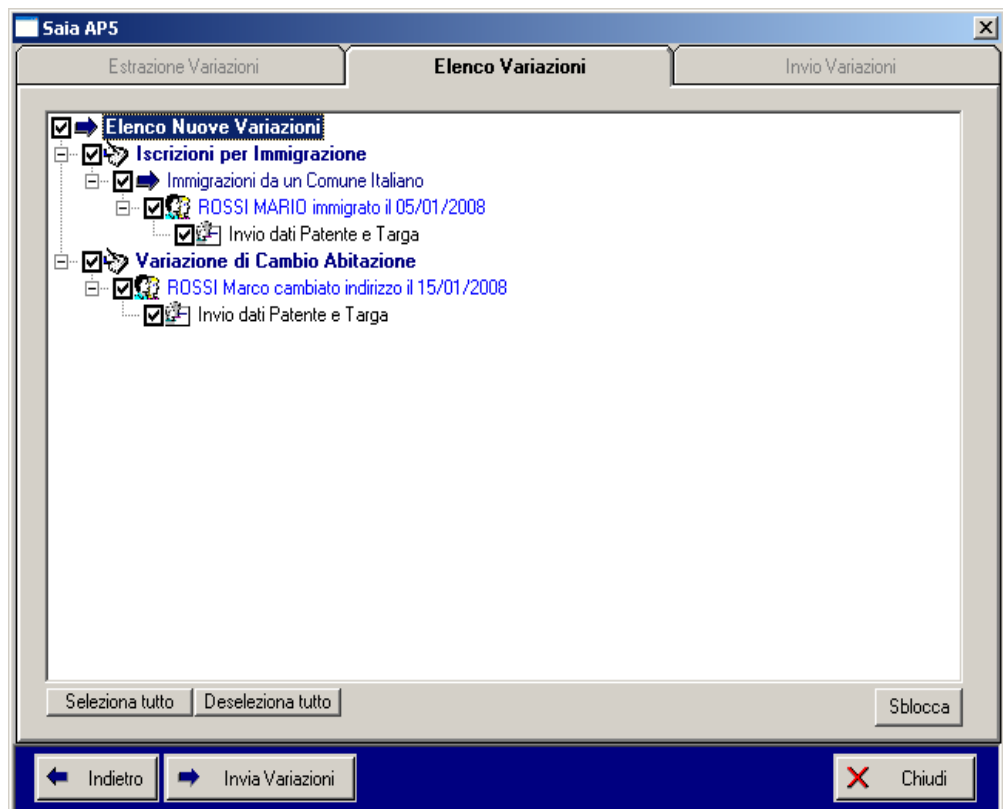 Saia AP5
Estrazione Variazioni
Elenco Variazioni
Invio Variazioni
Elenco Nuove Variazioni
Iscrizioni per Immigrazione
Immigrazioni da un Comune Italiano
ROSSI MARIO immigrato il 05/01/2008
Invio dati Patente e Targa
Variazione di Cambio Abitazione
ROSSI Marco cambiato indirizzo il 15/01/2008
Invio dati Patente e Targa
Seleziona tutto
Deseleziona tutto
Sblocca
Indietro
Invia Variazioni
Chiudi